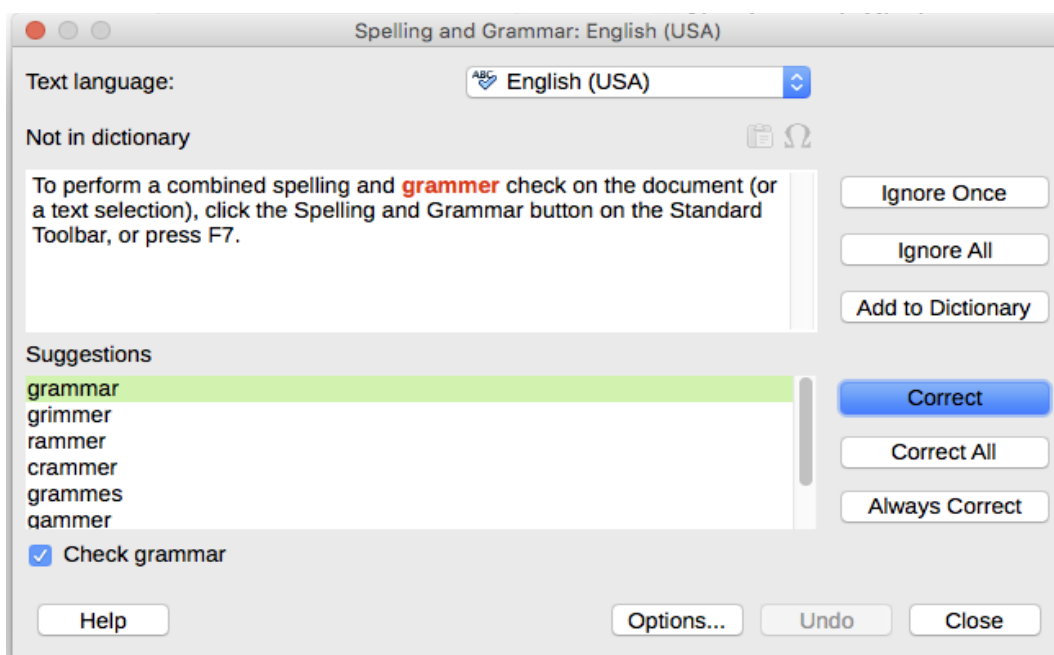 Spelling and Grammar: English (USA)
Text language:
ABC English (USA)
Not in dictionary
Ω
To perform a combined spelling and grammer check on the document (or
a text selection), click the Spelling and Grammar button on the Standard
Toolbar, or press F7.
Ignore Once
Ignore All
Add to Dictionary
Suggestions
grammar
grimmer
rammer
crammer
grammes
gammer
Correct
Correct All
Always Correct
Check grammar
Help
Options...
Undo
Close